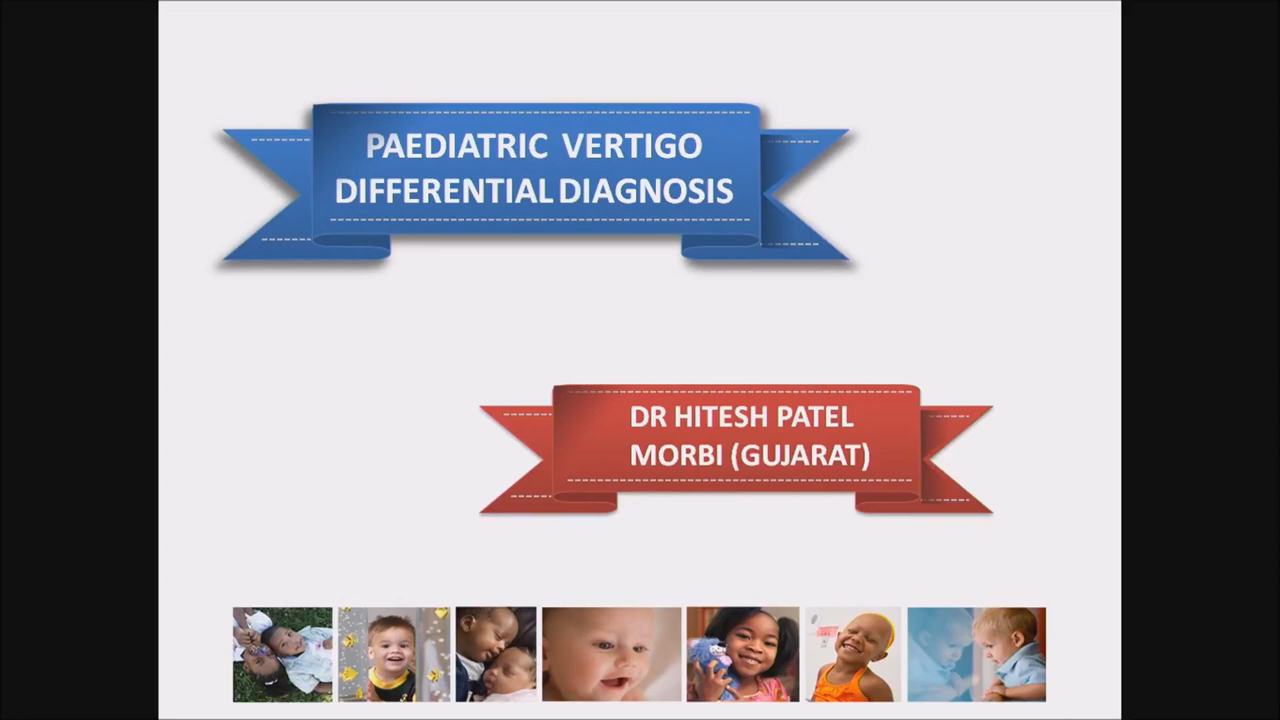 PAEDIATRIC VERTIGO
DIFFERENTIAL DIAGNOSIS
DR HITESH PATEL
MORBI (GUJARAT)